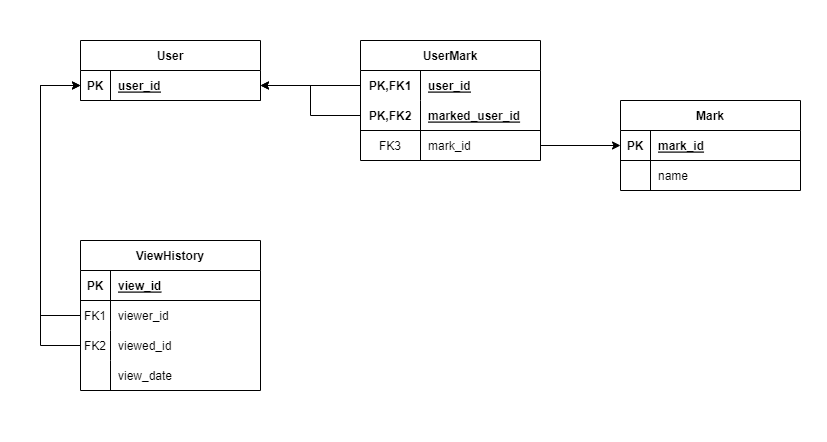 User
PK user_id
UserMark
PK,FK1 user_id
PK,FK2 marked_user_id
FK3 mark_id
Mark
PK mark_id
name
ViewHistory
PK view_id
FK1 viewer_id
FK2 viewed_id
view_date